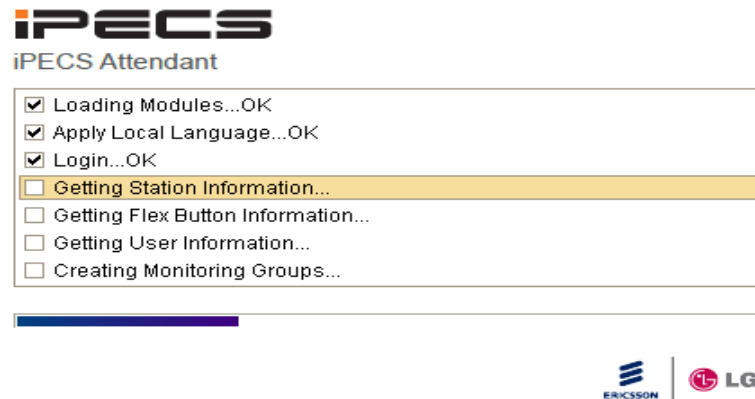 iPECS
iPECS Attendant
Loading Modules...OK
Apply Local Language...OK
Login...OK
Getting Station Information...
Getting Flex Button Information...
Getting User Information...
Creating Monitoring Groups...
ERICSSON LG